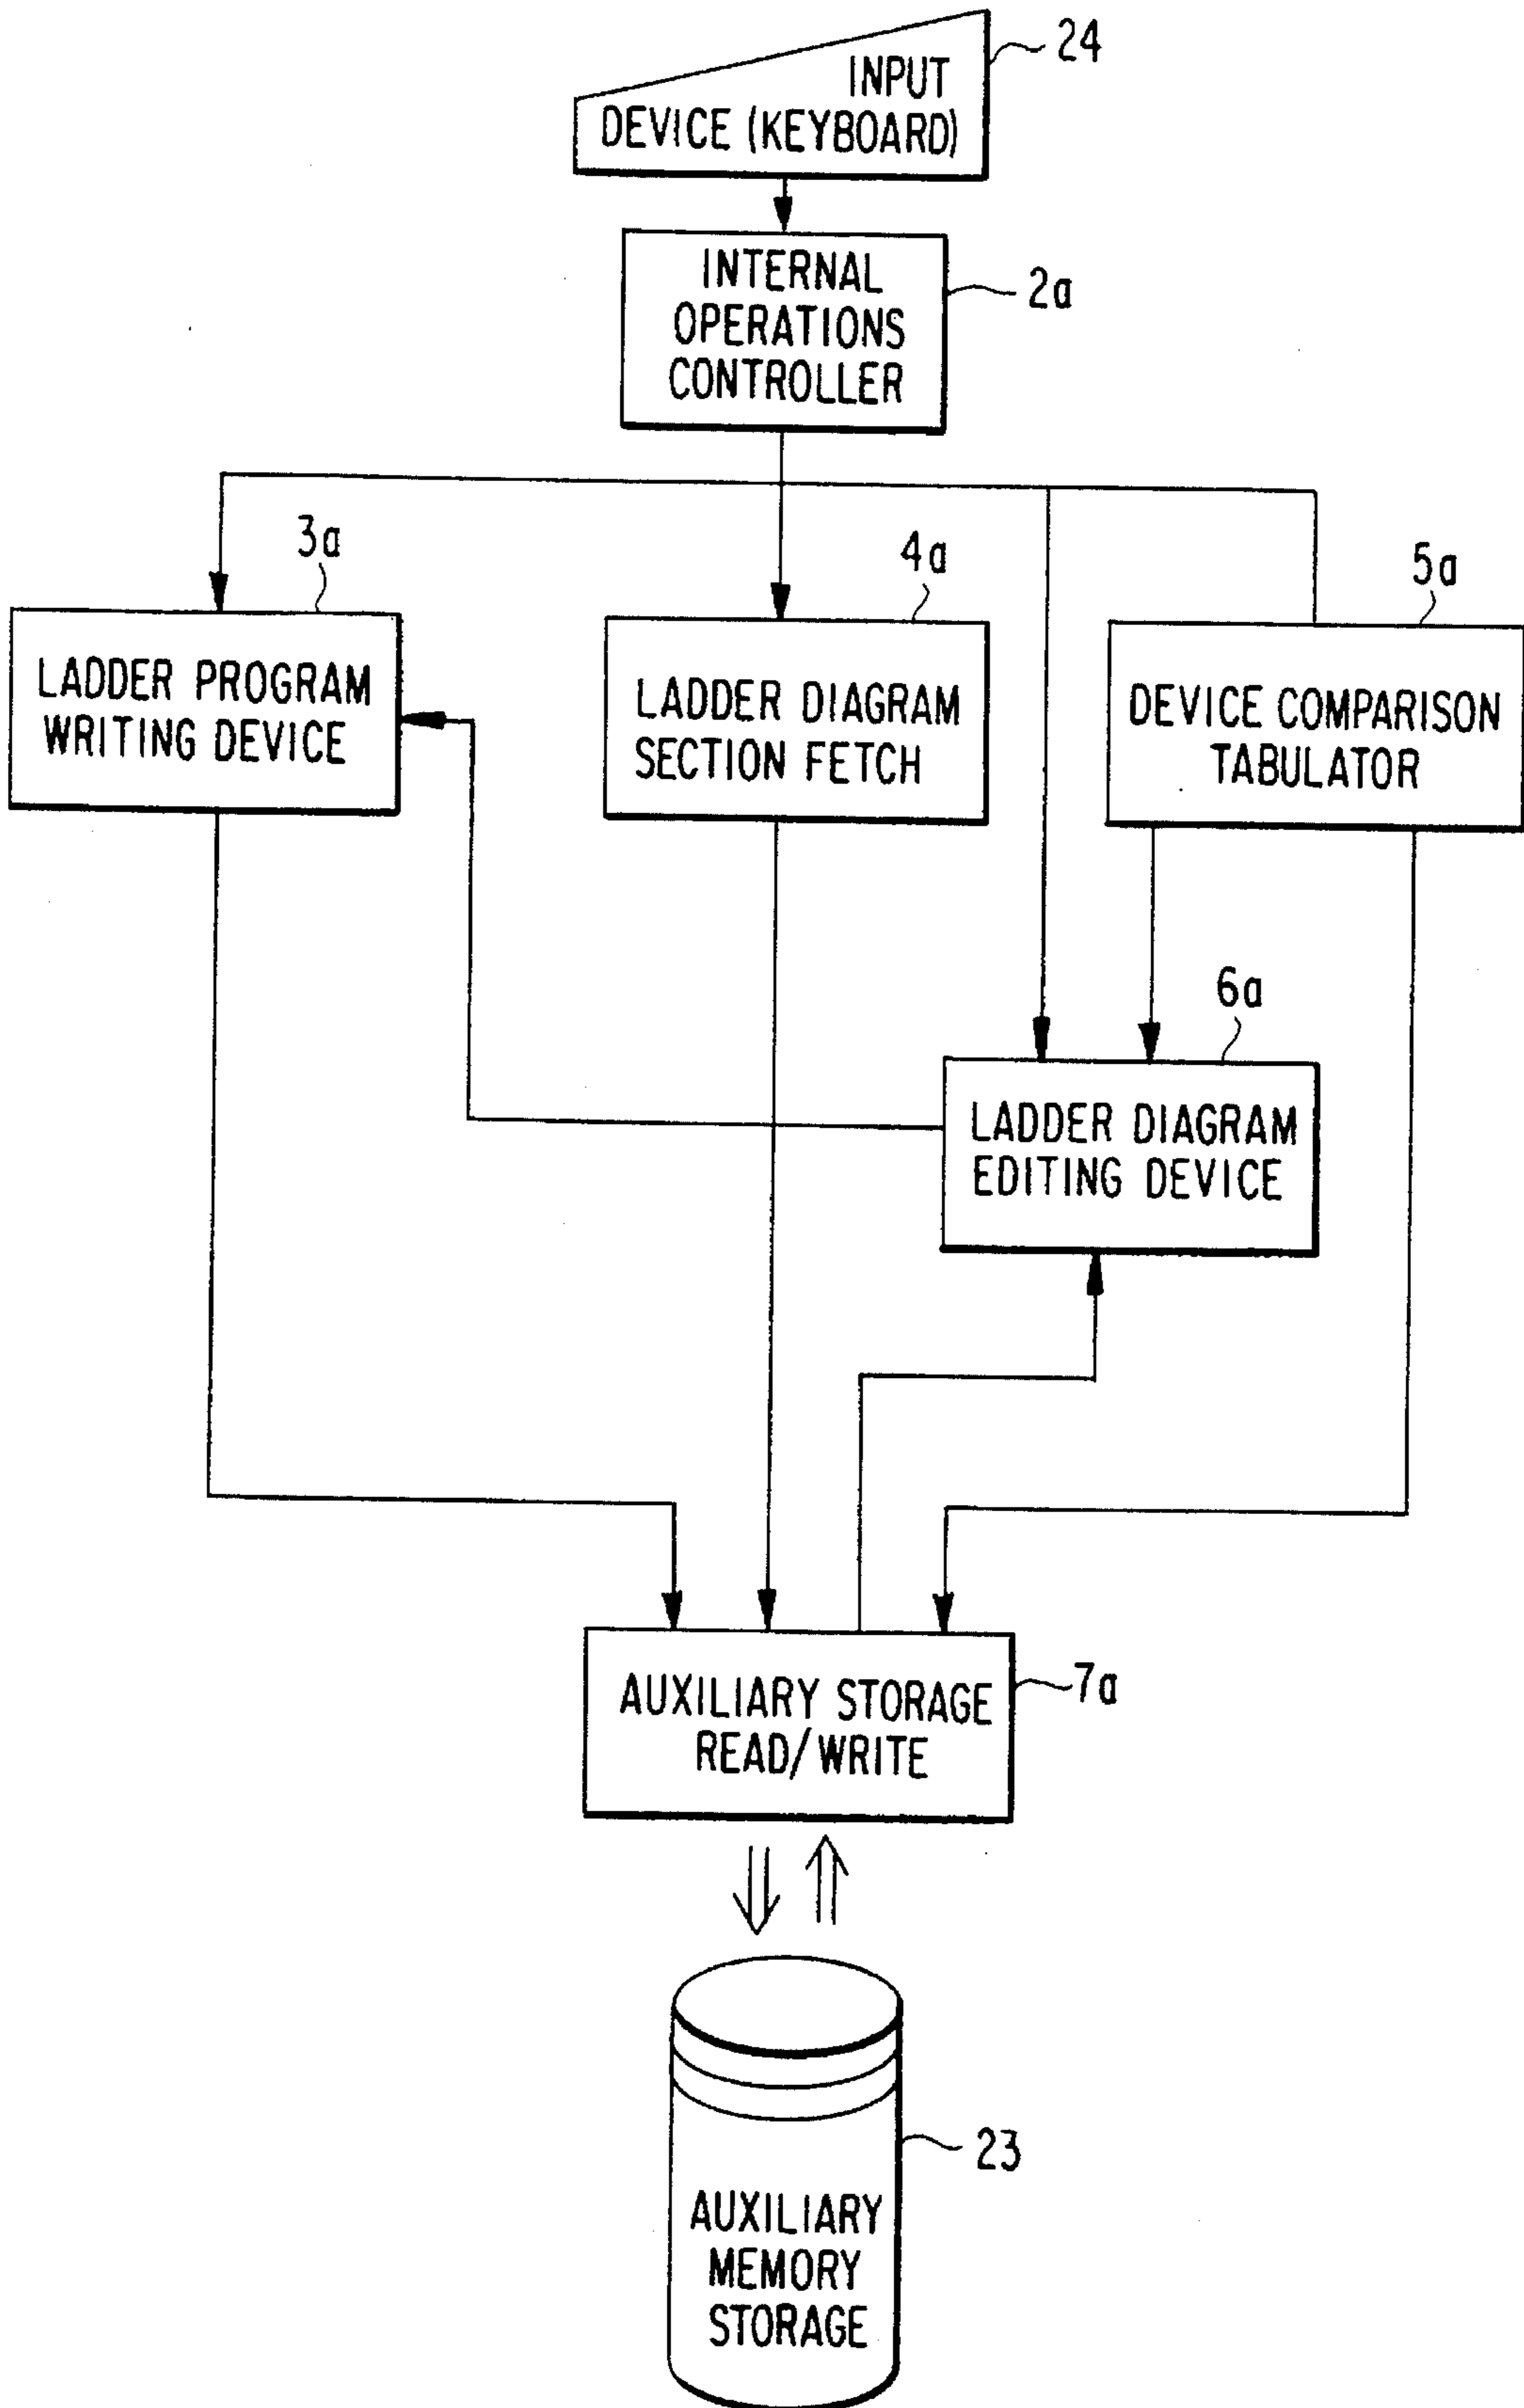 24
INPUT
DEVICE (KEYBOARD)
INTERNAL
OPERATIONS
CONTROLLER
2a
3a
4a
5a
LADDER PROGRAM
WRITING DEVICE
LADDER DIAGRAM
SECTION FETCH
DEVICE COMPARISON
TABULATOR
6a
LADDER DIAGRAM
EDITING DEVICE
AUXILIARY STORAGE
READ/WRITE
7a
23
AUXILIARY
MEMORY
STORAGE